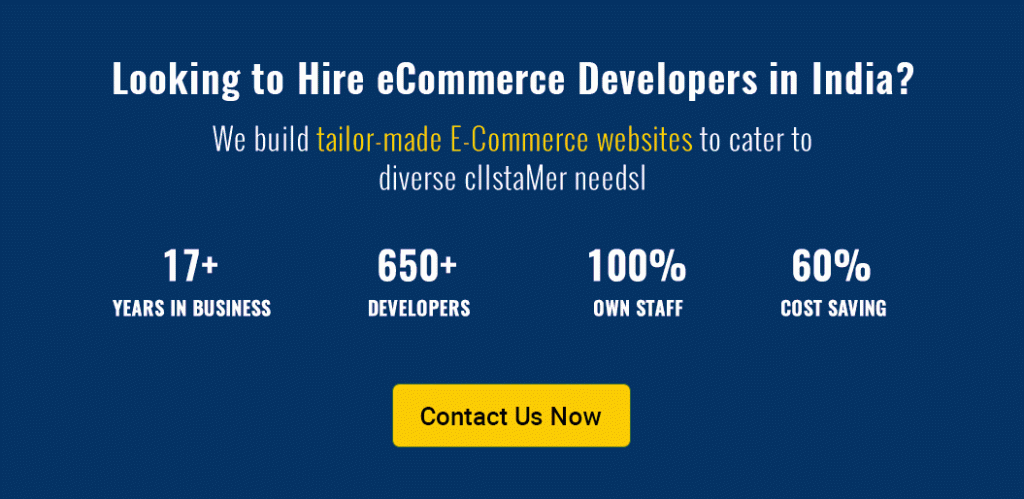 Looking to Hire eCommerce Developers in India?
We build tailor-made E-Commerce websites to cater to
diverse clIstaMer needsl
17+ 650+ 100% 60%
YEARS IN BUSINESS DEVELOPERS OWN STAFF COST SAVING
Contact Us Now